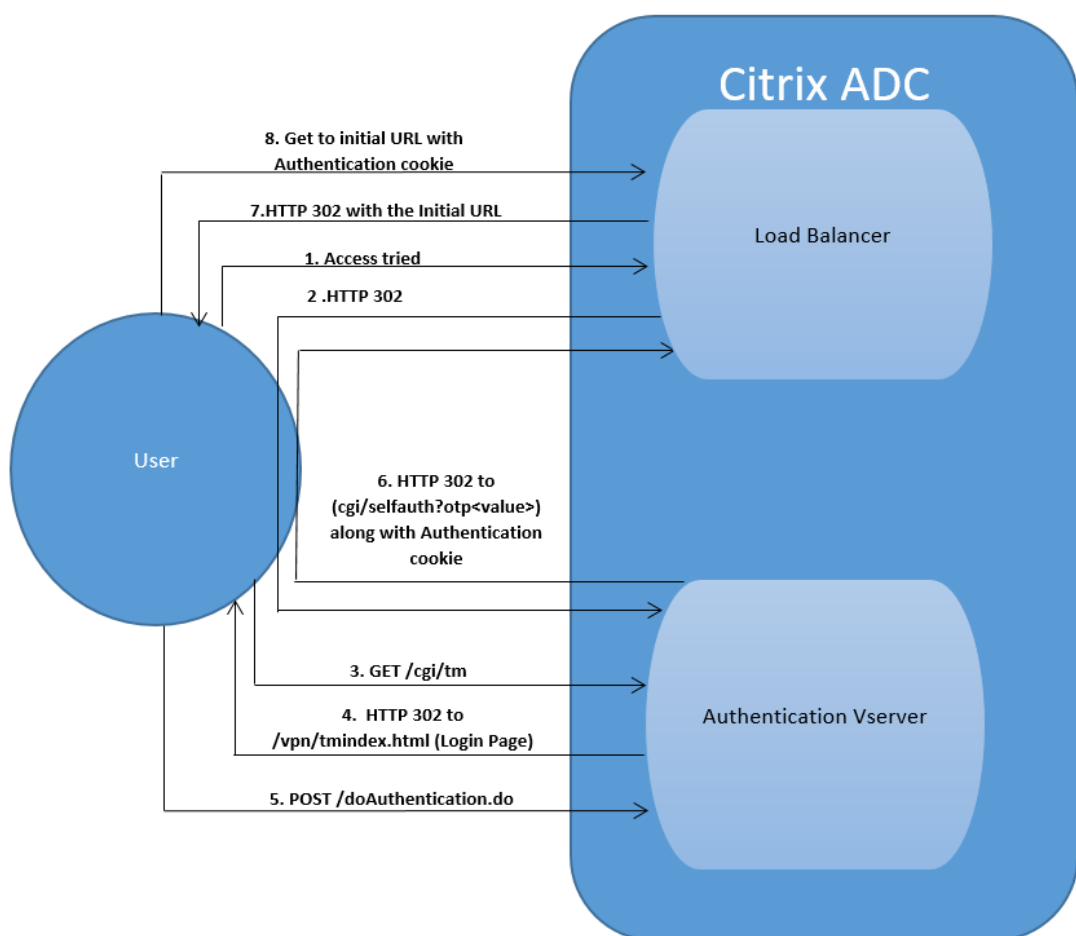 Citrix ADC
8. Get to initial URL with
Authentication cookie
7.HTTP 302 with the Initial URL
Load Balancer
1. Access tried
2 .HTTP 302
User
6. HTTP 302 to
(cgi/selfauth?otp<value>)
along with Authentication
cookie
3. GET /cgi/tm
4. HTTP 302 to
/vpn/tmindex.html (Login Page)
Authentication Vserver
5. POST /doAuthentication.do